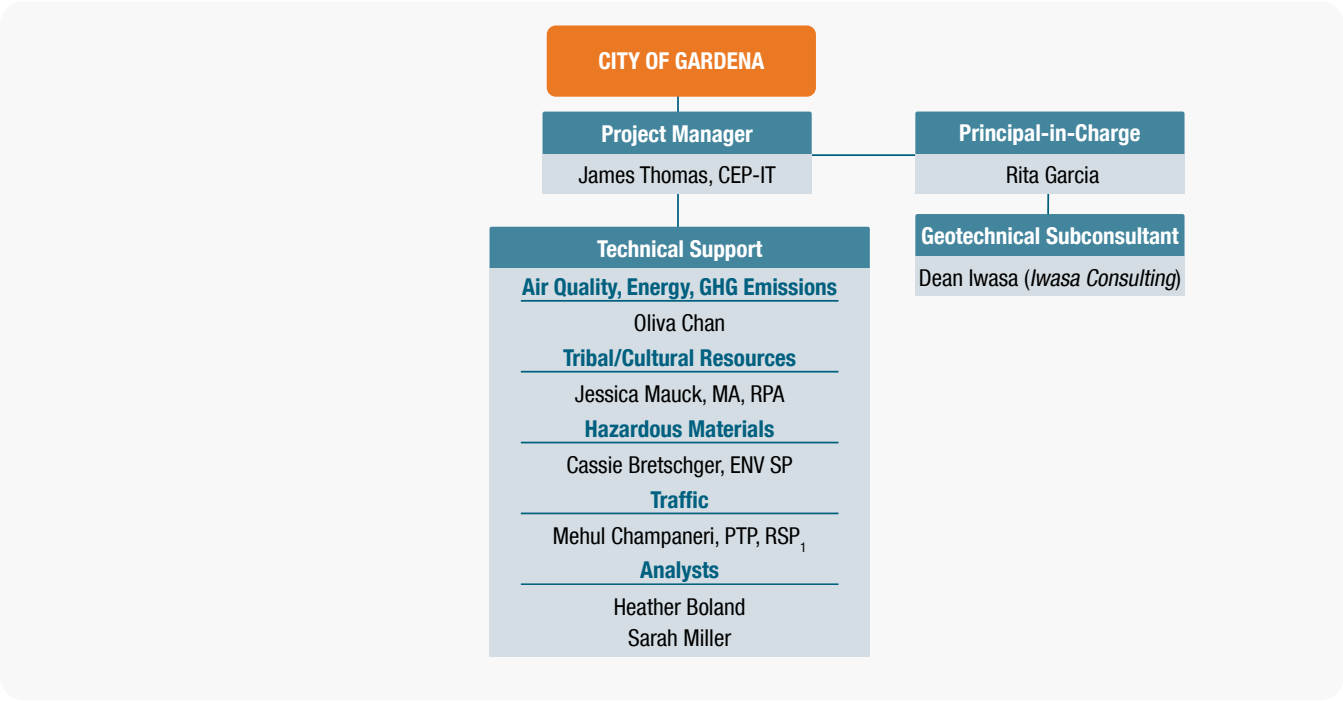 CITY OF GARDENA
Project Manager
James Thomas, CEP-IT
Principal-in-Charge
Rita Garcia
Geotechnical Subconsultant
Dean Iwasa (Iwasa Consulting)
Technical Support
Air Quality, Energy, GHG Emissions
Oliva Chan
Tribal/Cultural Resources
Jessica Mauck, MA, RPA
Hazardous Materials
Cassie Bretschger, ENV SP
Traffic
Mehul Champaneri, PTP, RSP1
Analysts
Heather Boland
Sarah Miller